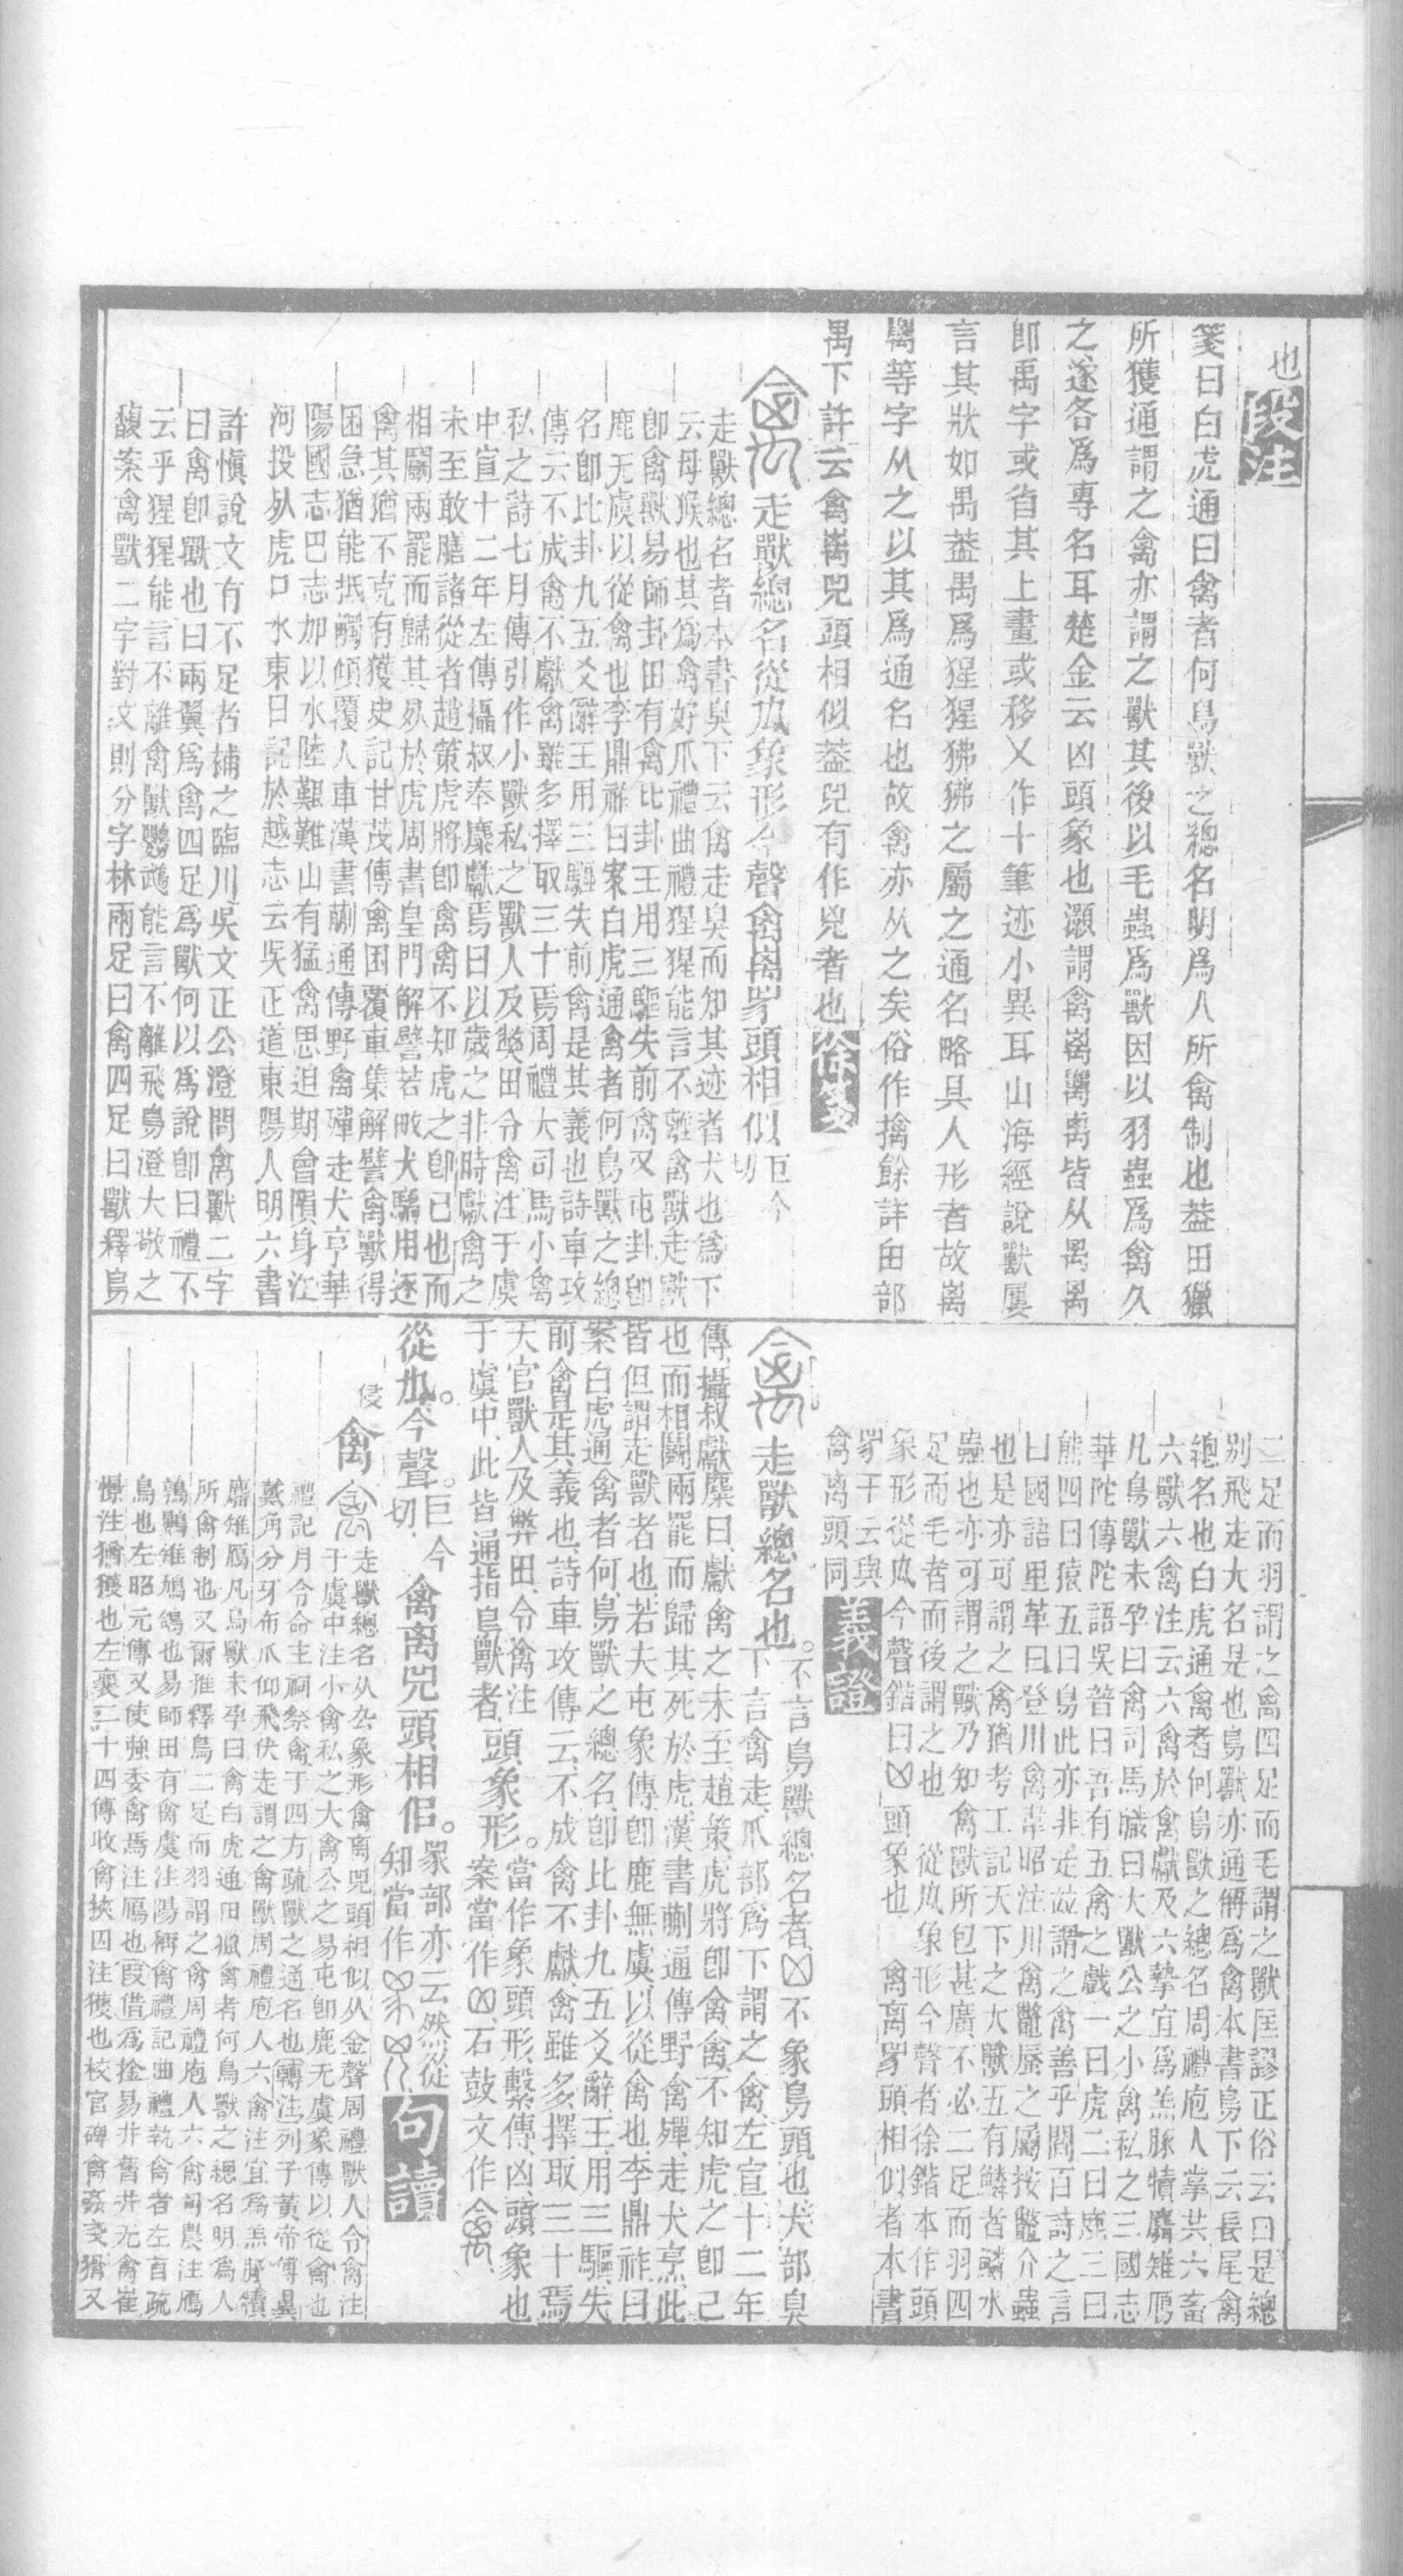 也段注
箋曰白虎通曰禽者何鳥獸之總名明爲人所禽制也葢田獵
所獲通謂之禽亦謂之獸其後以毛蟲爲獸因以羽蟲爲禽久
之遂各爲專名耳楚金云凶頭象也灝謂禽离皆从禸禸
卽禹字或省其上畫或移乂作十筆迹小異耳山海經說獸屢
言其狀如禺葢禺爲猩猩狒狒之屬之通名略具人形者故离
等字从之以其爲通名也故禽亦从之矣俗作擒餘詳由部
禺下許云禽离兕頭相似葢兕有作兇者也徐箋
走獸總名從厹象形今聲禽离頭相似巨今切
走獸總名者本書臭下云禽走臭而知其迹者犬也爲下
云母猴也其爲禽好爪禮曲禮猩猩能言不離禽獸走獸
卽禽獸易師卦田有禽比卦王用三驅失前禽又屯卦卽
鹿无虞以從禽也李鼎祚曰案白虎通禽者何鳥獸之總
名卽比卦九五爻辭王用三驅失前禽是其義也詩車攻
傳云不成禽不獻禽雖多擇取三十焉周禮大司馬小禽
私之詩七月傳引作小獸私之獸人及獘田令禽注于虞
中宣十二年左傳攝叔奉麋獻焉曰以歲之非時獻禽之
未至敢膳諸從者趙策虎將卽禽禽不知虎之卽已也而
相鬭兩罷而歸其死於虎周書皇門解譬若畋犬驕用逐
禽其猶不克有獲史記甘茂傳禽困覆車集解譬禽獸得
困急猶能抵觸傾覆人車漢書蒯通傳野禽殫走犬亨華
陽國志巴志加以水陸艱難山有猛禽思迫期會隕身江
河投死虎口水東日記於越志云吳正道東陽人明六書
許愼說文有不足者補之臨川吳文正公澄問禽獸二字
曰禽卽獸也曰兩翼爲禽四足爲獸何以爲說卽曰禮不
云乎猩猩能言不離禽獸鸚鵡能言不離飛鳥澄大敬之
馥案禽獸二字對文則分字林兩足曰禽四足曰獸釋鳥
二足而羽謂之禽四足而毛謂之獸匡謬正俗云曰是總
別飛走大名是也鳥獸亦通稱爲禽本書鳥下云長尾禽
總名也白虎通禽者何鳥獸之總名周禮庖人掌共六畜
六獸六禽注云六禽於禽獻及六摯宜爲羔豚犢麛雉鴈
凡鳥獸未孕曰禽司馬職曰大獸公之小禽私之三國志
華陀傳陀語吳普曰吾有五禽之戲一曰虎二曰鹿三曰
熊四曰猿五曰鳥此亦非走故謂之禽善乎閻百詩之言
曰國語里革曰登川禽韋昭注川禽鼈蜃之屬按鼈介蟲
也是亦可謂之禽猶考工記天下之大獸五有鱗者鱗水
蟲也亦可謂之獸乃知禽獸所包甚廣不必二足而羽四
足而毛者而後謂之也 從厹象形今聲者徐鍇本作頭
象形從厹今聲鍇曰 頭象也 禽离頭相似者本書
下云與
禽离頭同義證
走獸總名也。不言鳥獸總名者、不象鳥頭也、犬部臭
下言禽走、爪部爲下謂之禽、左宣十二年
傳、攝叔獻麋曰、獻禽之未至、趙策、虎將卽禽、禽不知虎之卽己
也、而相鬭兩罷、而歸其死於虎、漢書蒯通傳、野禽殫、走犬烹、此
皆但謂走獸者也、若夫屯象傳、卽鹿無虞、以從禽也、李鼎祚曰、
案白虎通、禽者何、鳥獸之總名、卽比卦九五爻辭、王用三驅、失
前禽、是其義也、詩車攻傳云、不成禽不獻、禽雖多、擇取三十焉
天官獸人、及弊田、令禽注
于虞中、此皆通指鳥獸者、頭象形。當作象頭形、繫傳、凶、頭象也
案當作、石鼓文作、
從厹。今聲。巨今切、禽离兕頭相佀。部亦云然、從
知當作句讀
侵禽走獸總名从厹象形禽离兕頭相似从金聲周禮獸人令禽注
于虞中注小禽私之大禽公之易屯卽鹿无虞象傳以從禽也
禮記月令命主祠祭禽于四方疏獸之通名也轉注列子黃帝傅翼
戴角分牙布爪仰飛伏走謂之禽獸周禮庖人六禽注宜爲羔豚犢
麛雉鴈凡鳥獸未孕曰禽白虎通田獵禽者何鳥獸之總名明爲人
所禽制也又爾雅釋鳥二足而羽謂之禽周禮庖人六禽司農注鴈
鶉鷃雉鳩鴿也易師田有禽虞注陽稱禽禮記曲禮執禽者左首疏
鳥也左昭元傳又使強委禽焉注鴈也叚借爲捡易井舊井无禽崔
憬注猶獲也左襄二十四傳收禽挾囚注獲也校官碑禽姦又